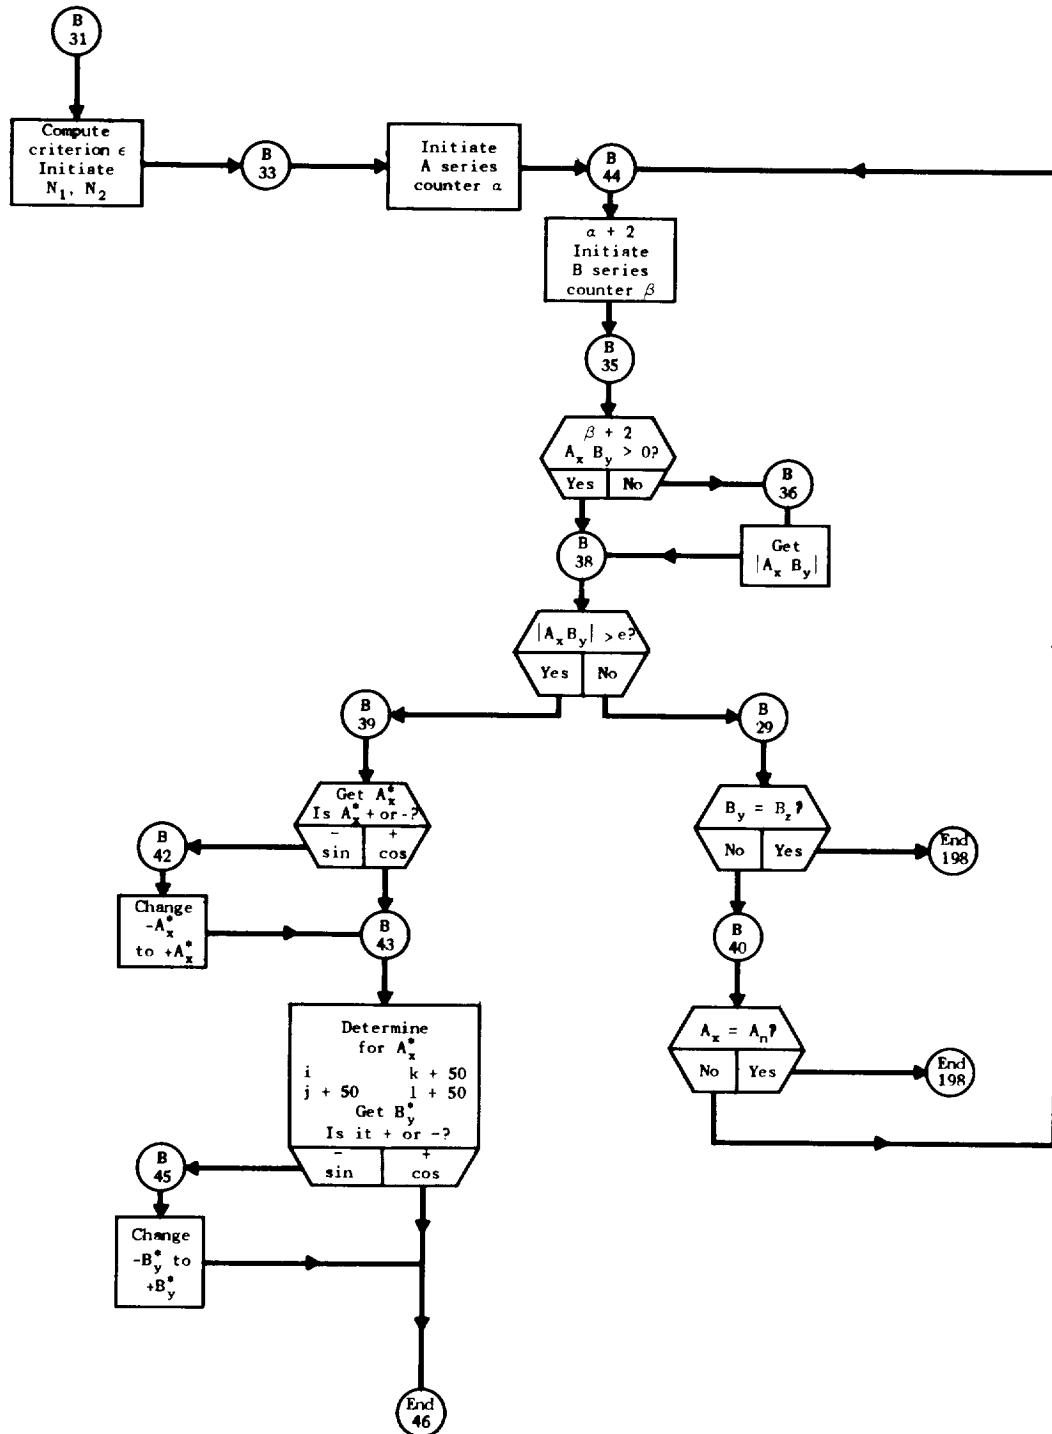 B
31
Compute
criterion ϵ
Initiate
N₁, N₂
B
33
Initiate
A series
counter α
B
44
α + 2
Initiate
B series
counter β
B
35
β + 2
Aₓ B_y > 0?
Yes No
B
36
Get
|Aₓ B_y|
B
38
|Aₓ B_y| > e?
Yes No
B
39
B
29
Get A*ₓ
Is A*ₓ + or -?
- +
sin cos
B
42
Change
-A*ₓ
to +A*ₓ
B
43
B_y = B_z?
No Yes
End
198
B
40
Aₓ = Aₙ?
No Yes
End
198
Determine
for A*ₓ
i k + 50
j + 50 l + 50
Get B*_y
Is it + or -?
- +
sin cos
B
45
Change
-B*_y to
+B*_y
End
46